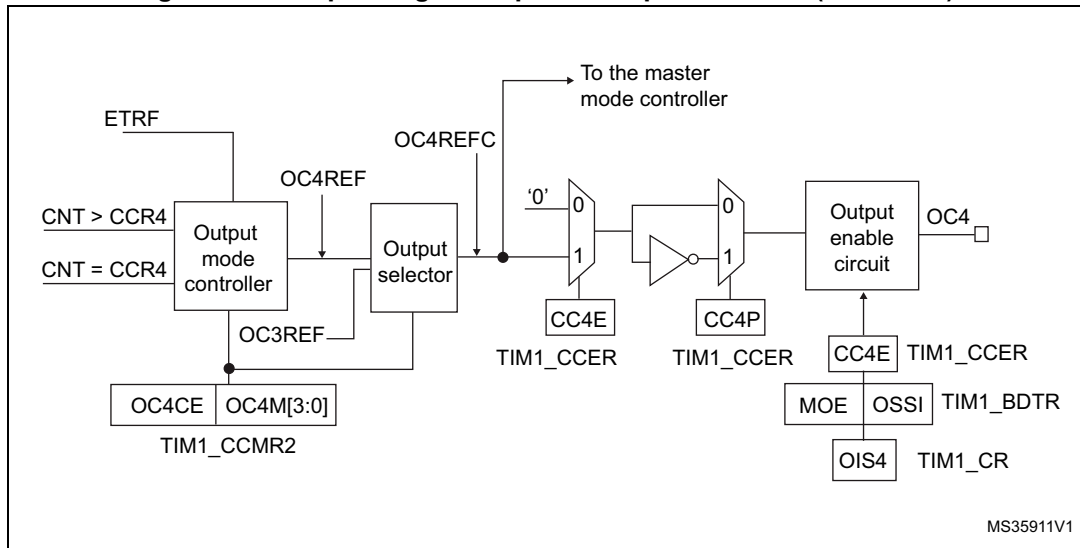 To the master
mode controller
ETRF
OC4REFC
OC4REF
'0'
0
1
0
1
CNT > CCR4
CNT = CCR4
Output
mode
controller
Output
selector
Output
enable
circuit
OC4
OC3REF
CC4E
TIM1_CCER
CC4P
TIM1_CCER
CC4E
TIM1_CCER
OC4CE
OC4M[3:0]
TIM1_CCMR2
MOE
OSSI
TIM1_BDTR
OIS4
TIM1_CR
MS35911V1